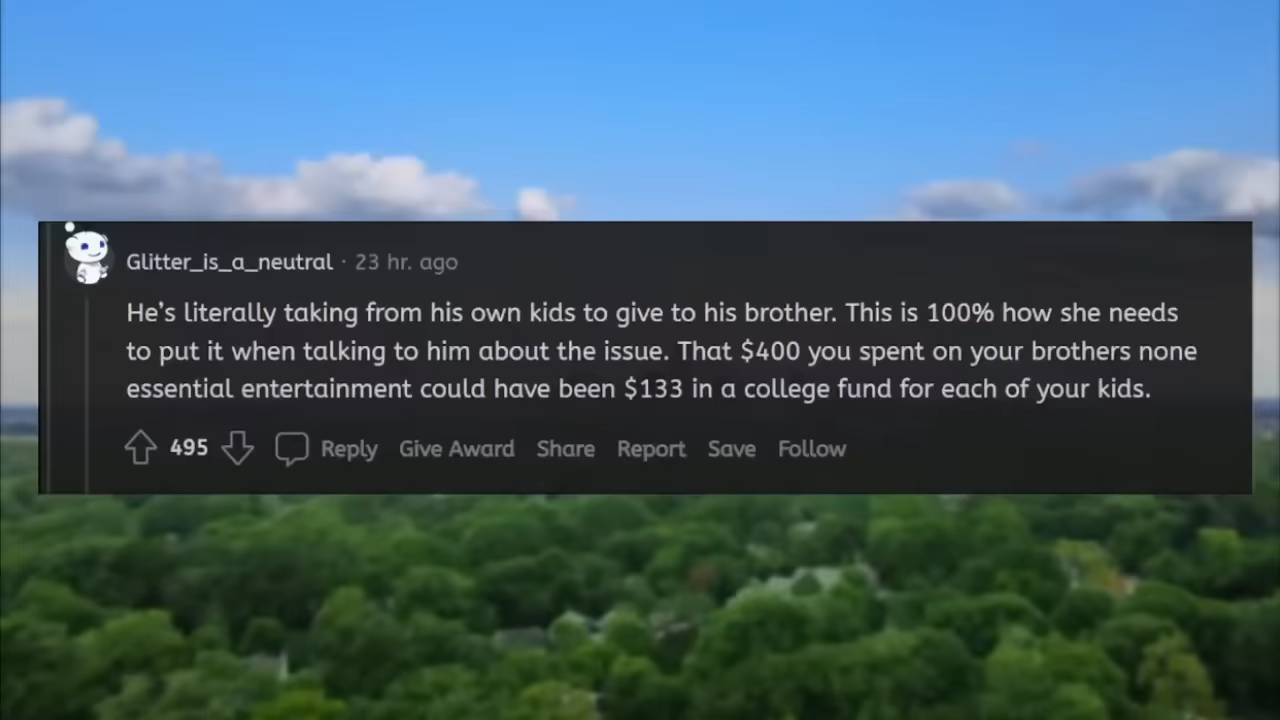 Glitter_is_a_neutral · 23 hr. ago
He's literally taking from his own kids to give to his brother. This is 100% how she needs
to put it when talking to him about the issue. That $400 you spent on your brothers none
essential entertainment could have been $133 in a college fund for each of your kids.
495 Reply Give Award Share Report Save Follow